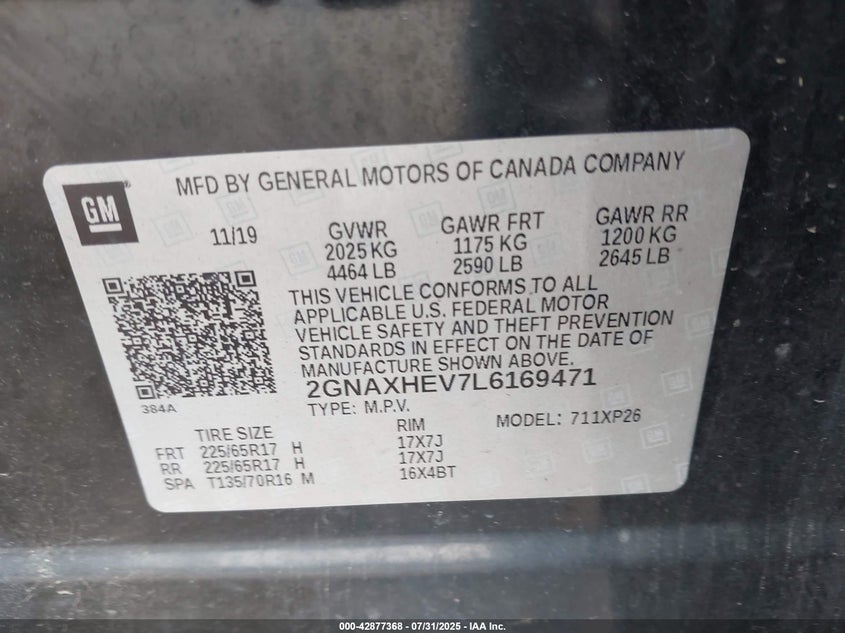 GM
MFD BY GENERAL MOTORS OF CANADA COMPANY
11/19
GVWR GAWR FRT GAWR RR
2025 KG 1175 KG 1200 KG
4464 LB 2590 LB 2645 LB
THIS VEHICLE CONFORMS TO ALL
APPLICABLE U.S. FEDERAL MOTOR
VEHICLE SAFETY AND THEFT PREVENTION
STANDARDS IN EFFECT ON THE DATE OF
MANUFACTURE SHOWN ABOVE.
2GNAXHEV7L6169471
384A
TYPE: M.P.V. MODEL: 711XP26
TIRE SIZE RIM
FRT 225/65R17 H 17X7J
RR 225/65R17 H 17X7J
SPA T135/70R16 M 16X4BT
000-42877368 - 07/31/2025 - IAA Inc.